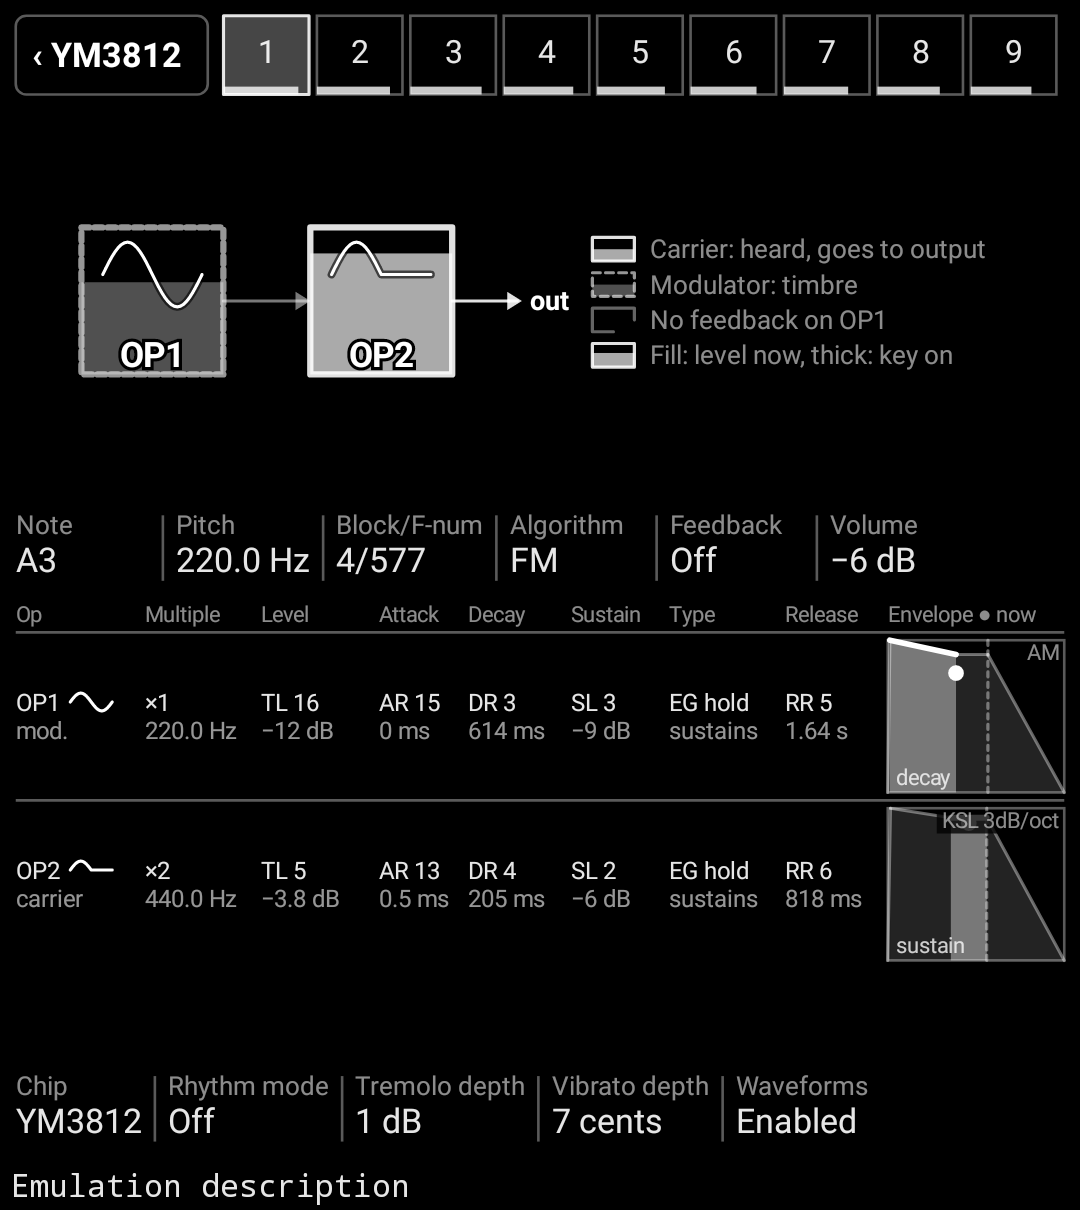 ‹ YM3812 1 2 3 4 5 6 7 8 9
Carrier: heard, goes to output
Modulator: timbre
out
No feedback on OP1
OP1 OP2
Fill: level now, thick: key on
Note Pitch Block/F-num Algorithm Feedback Volume
A3 220.0 Hz 4/577 FM Off −6 dB
Op Multiple Level Attack Decay Sustain Type Release Envelope ● now
AM
OP1 ×1 TL 16 AR 15 DR 3 SL 3 EG hold RR 5
mod. 220.0 Hz −12 dB 0 ms 614 ms −9 dB sustains 1.64 s
decay
KSL 3dB/oct
OP2 ×2 TL 5 AR 13 DR 4 SL 2 EG hold RR 6
carrier 440.0 Hz −3.8 dB 0.5 ms 205 ms −6 dB sustains 818 ms
sustain
Chip Rhythm mode Tremolo depth Vibrato depth Waveforms
YM3812 Off 1 dB 7 cents Enabled
Emulation description